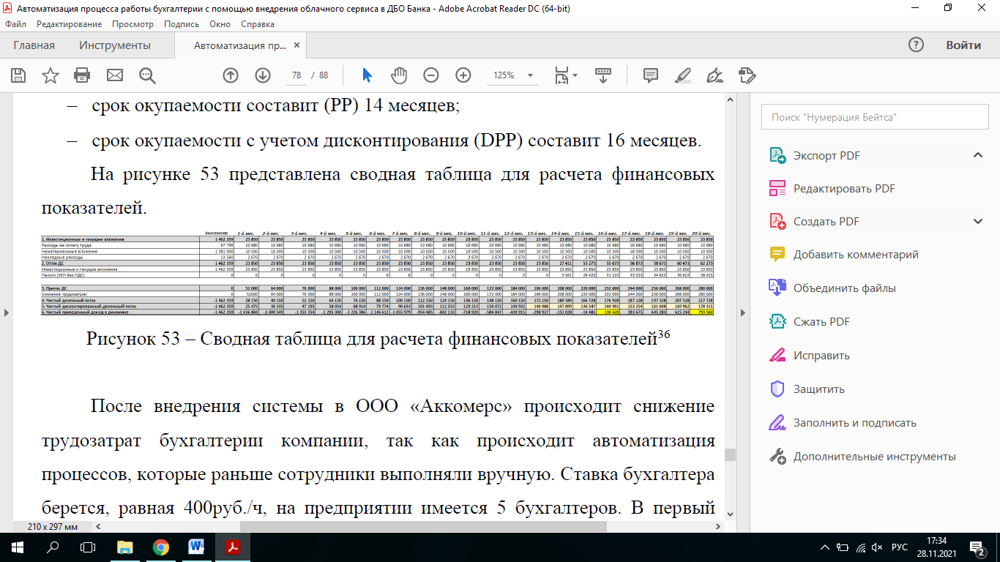 Автоматизация процесса работы бухгалтерии с помощью внедрения облачного сервиса в ДБО Банка - Adobe Acrobat Reader DC (64-bit)
Файл Редактирование Просмотр Подпись Окно Справка
Главная Инструменты Автоматизация пр... ×
Войти
78 / 88 125%
– срок окупаемости составит (PP) 14 месяцев;
– срок окупаемости с учетом дисконтирования (DPP) составит 16 месяцев.
На рисунке 53 представлена сводная таблица для расчета финансовых
показателей.
Investments 1-й мес. 2-й мес. 3-й мес. 4-й мес. 5-й мес. 6-й мес. 7-й мес. 8-й мес. 9-й мес. 10-й мес. 11-й мес. 12-й мес. 13-й мес. 14-й мес. 15-й мес. 16-й мес. 17-й мес. 18-й мес. 19-й мес. 20-й мес.
1. Инвестиционные и текущие вложения 1 462 359 23 850 23 850 23 850 23 850 23 850 23 850 23 850 23 850 23 850 23 850 23 850 23 850 23 850 23 850 23 850 23 850 23 850 23 850 23 850 23 850
Расходы на оплату труда 67 799 10 680 10 680 10 680 10 680 10 680 10 680 10 680 10 680 10 680 10 680 10 680 10 680 10 680 10 680 10 680 10 680 10 680 10 680 10 680 10 680
Нематериальные вложения 1 381 000 10 500 10 500 10 500 10 500 10 500 10 500 10 500 10 500 10 500 10 500 10 500 10 500 10 500 10 500 10 500 10 500 10 500 10 500 10 500 10 500
Накладные расходы 13 560 2 670 2 670 2 670 2 670 2 670 2 670 2 670 2 670 2 670 2 670 2 670 2 670 2 670 2 670 2 670 2 670 2 670 2 670 2 670 2 670
2. Отток ДС 1 462 359 23 850 23 850 23 850 23 850 23 850 23 850 23 850 23 850 23 850 23 850 23 850 23 850 23 850 27 411 53 273 55 073 56 873 58 673 60 473 62 273
Инвестиционные и текущие вложения 1 462 359 23 850 23 850 23 850 23 850 23 850 23 850 23 850 23 850 23 850 23 850 23 850 23 850 23 850 23 850 23 850 23 850 23 850 23 850 23 850 23 850
Налоги (УСН без НДС) 0 0 0 0 0 0 0 0 0 0 0 0 0 0 3 561 29 423 31 223 33 023 34 823 36 623 38 423
3. Приток ДС 0 52 000 64 000 76 000 88 000 100 000 112 000 124 000 136 000 148 000 160 000 172 000 184 000 196 000 208 000 220 000 232 000 244 000 256 000 268 000 280 000
Снижение трудозатрат 0 52000 64 000 76 000 88 000 100 000 112 000 124 000 136 000 148 000 160 000 172 000 184 000 196 000 208 000 220 000 232 000 244 000 256 000 268 000 280 000
4. Чистый денежный поток -1 462 359 28 150 40 150 52 150 64 150 76 150 88 150 100 150 112 150 124 150 136 150 148 150 160 150 172 150 180 589 166 728 176 928 187 128 197 328 207 528 217 728
5. Чистый дисконтированный денежный поток -1 462 359 25 475 36 335 47 195 58 054 68 914 79 774 90 633 101 493 112 353 123 213 134 072 144 932 140 988 147 899 136 547 144 901 153 254 161 608 169 962 178 315
6. Чистый приведенный доход в динамике -1 462 359 -1 436 884 -1 400 549 -1 353 354 -1 295 300 -1 226 386 -1 146 612 -1 055 979 -954 485 -842 133 -718 920 -584 847 -439 915 -298 927 -151 028 -14 481 130 420 283 675 445 283 615 244 793 560
Рисунок 53 – Сводная таблица для расчета финансовых показателей36
После внедрения системы в ООО «Аккомерс» происходит снижение
трудозатрат бухгалтерии компании, так как происходит автоматизация
процессов, которые раньше сотрудники выполняли вручную. Ставка бухгалтера
берется, равная 400руб./ч, на предприятии имеется 5 бухгалтеров. В первый
210 x 297 мм
Поиск "Нумерация Бейтса"
Экспорт PDF
Редактировать PDF
Создать PDF
Добавить комментарий
Объединить файлы
Сжать PDF
Исправить
Защитить
Заполнить и подписать
Дополнительные инструменты
РУС 17:34
28.11.2021 2